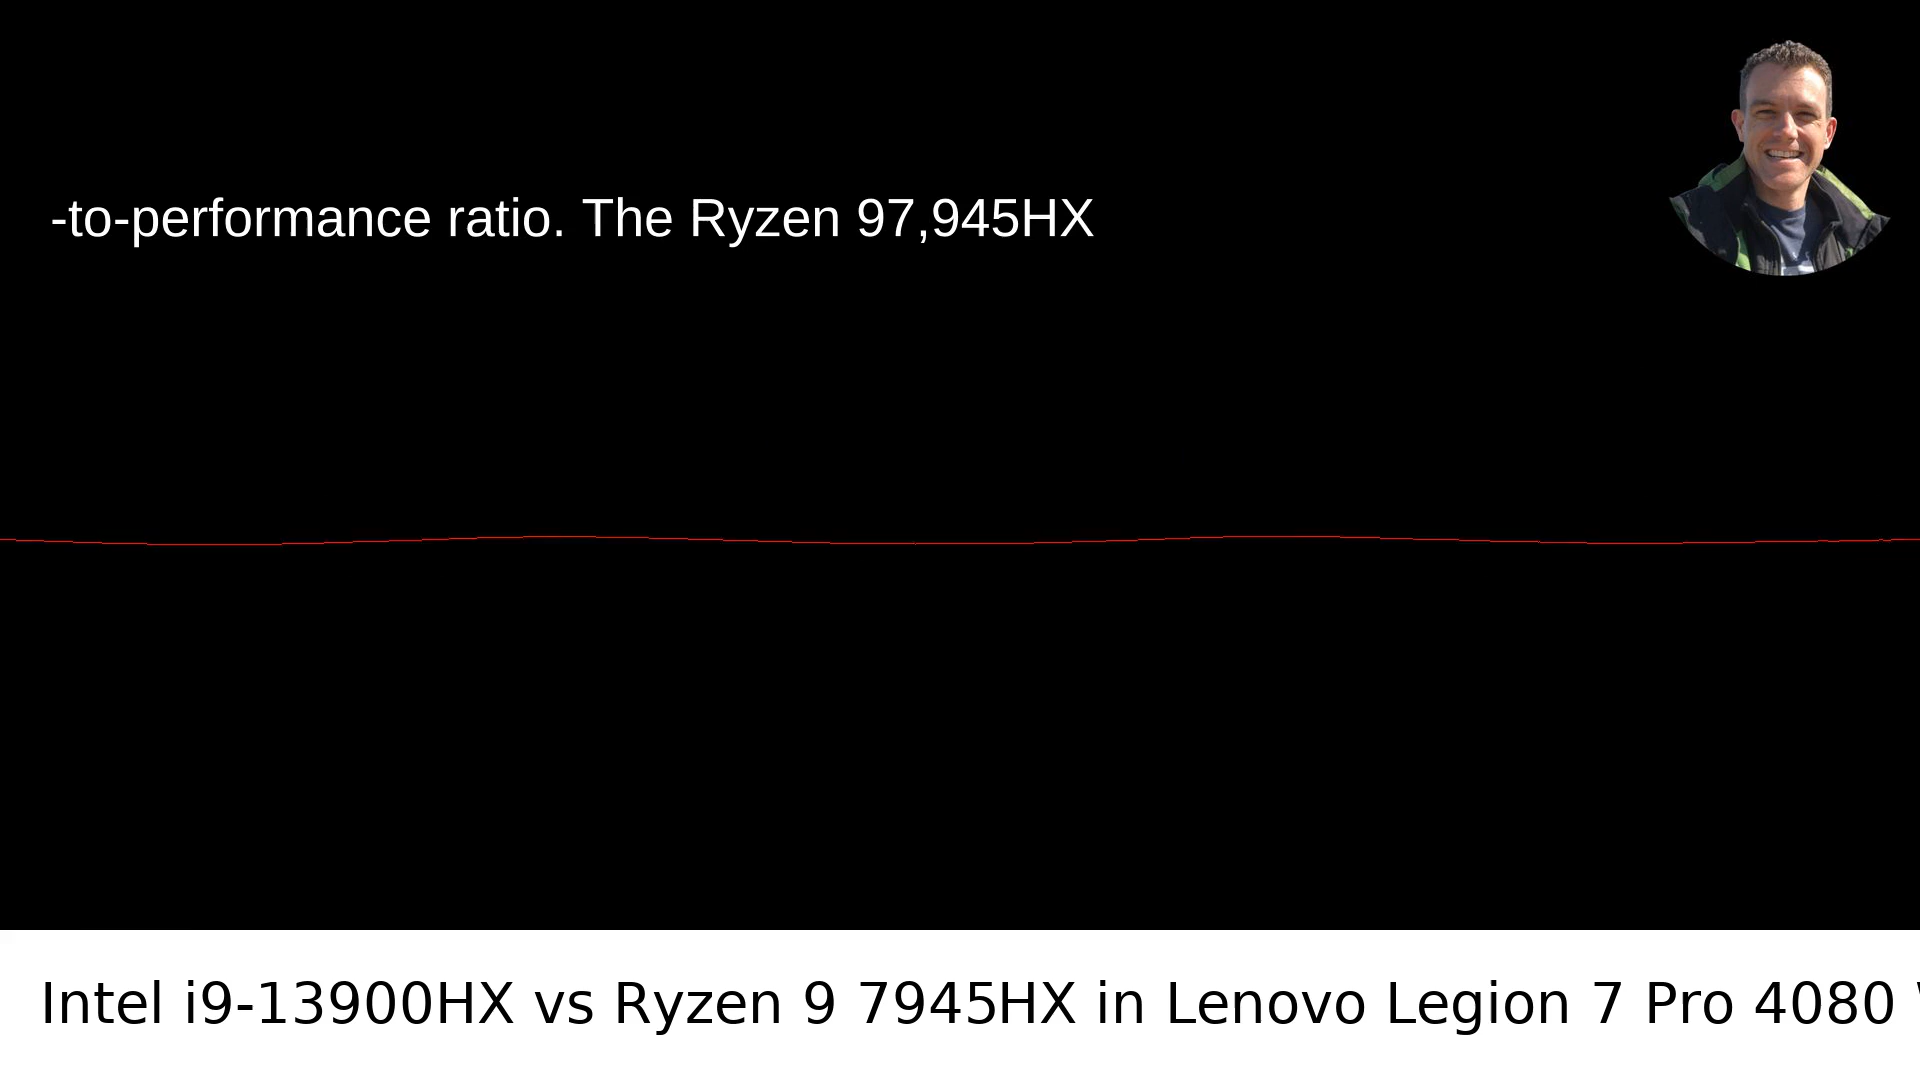 -to-performance ratio. The Ryzen 97,945HX
Intel i9-13900HX vs Ryzen 9 7945HX in Lenovo Legion 7 Pro 4080